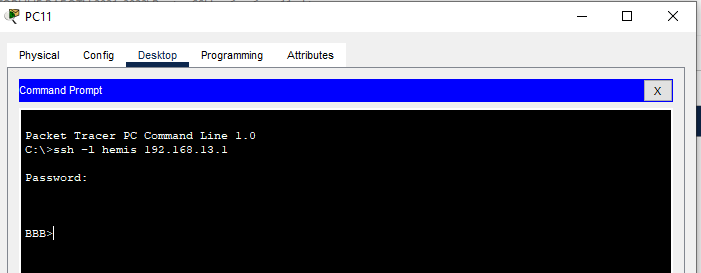 PC11
Physical Config Desktop Programming Attributes
Command Prompt X
Packet Tracer PC Command Line 1.0
C:\>ssh -l hemis 192.168.13.1
Password:
BBB>